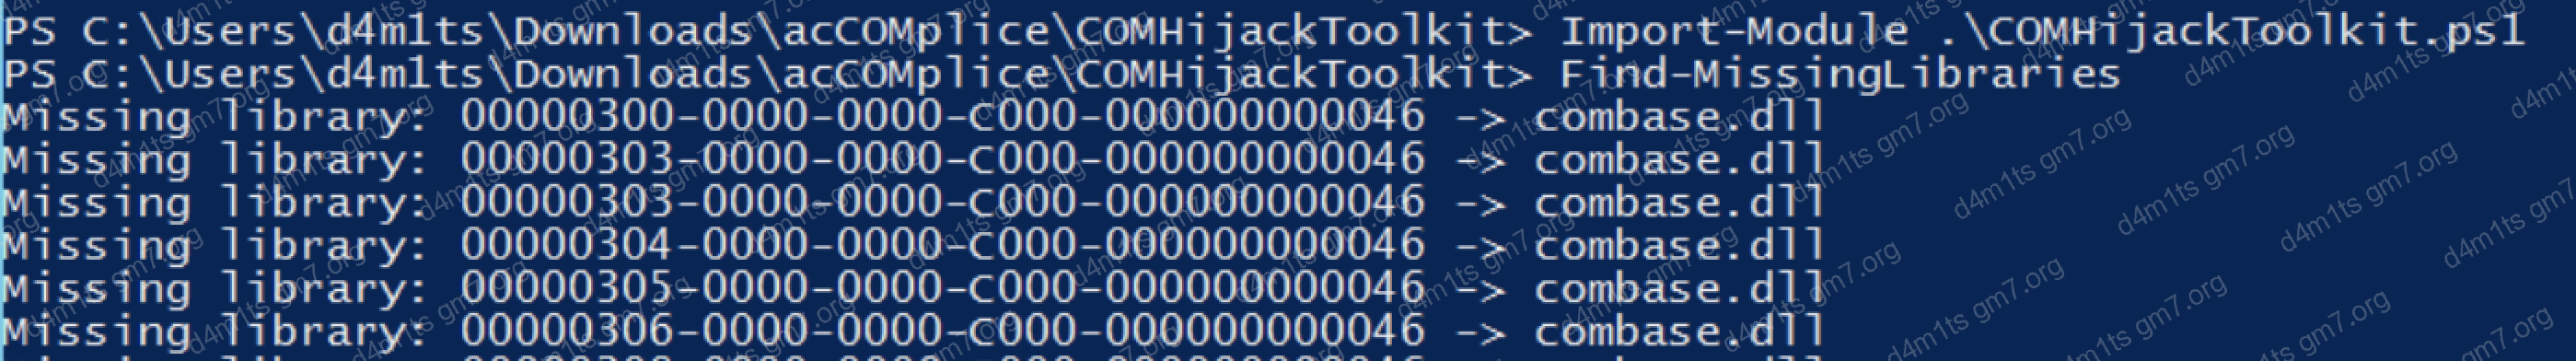 PS C:\Users\d4m1ts\Downloads\acCOMplice\COMHijackToolkit> Import-Module .\COMHijackToolkit.ps1
PS C:\Users\d4m1ts\Downloads\acCOMplice\COMHijackToolkit> Find-MissingLibraries
Missing library: 00000300-0000-0000-C000-000000000046 -> combase.dll
Missing library: 00000303-0000-0000-C000-000000000046 -> combase.dll
Missing library: 00000303-0000-0000-C000-000000000046 -> combase.dll
Missing library: 00000304-0000-0000-C000-000000000046 -> combase.dll
Missing library: 00000305-0000-0000-C000-000000000046 -> combase.dll
Missing library: 00000306-0000-0000-C000-000000000046 -> combase.dll
d4m1ts gm7.org